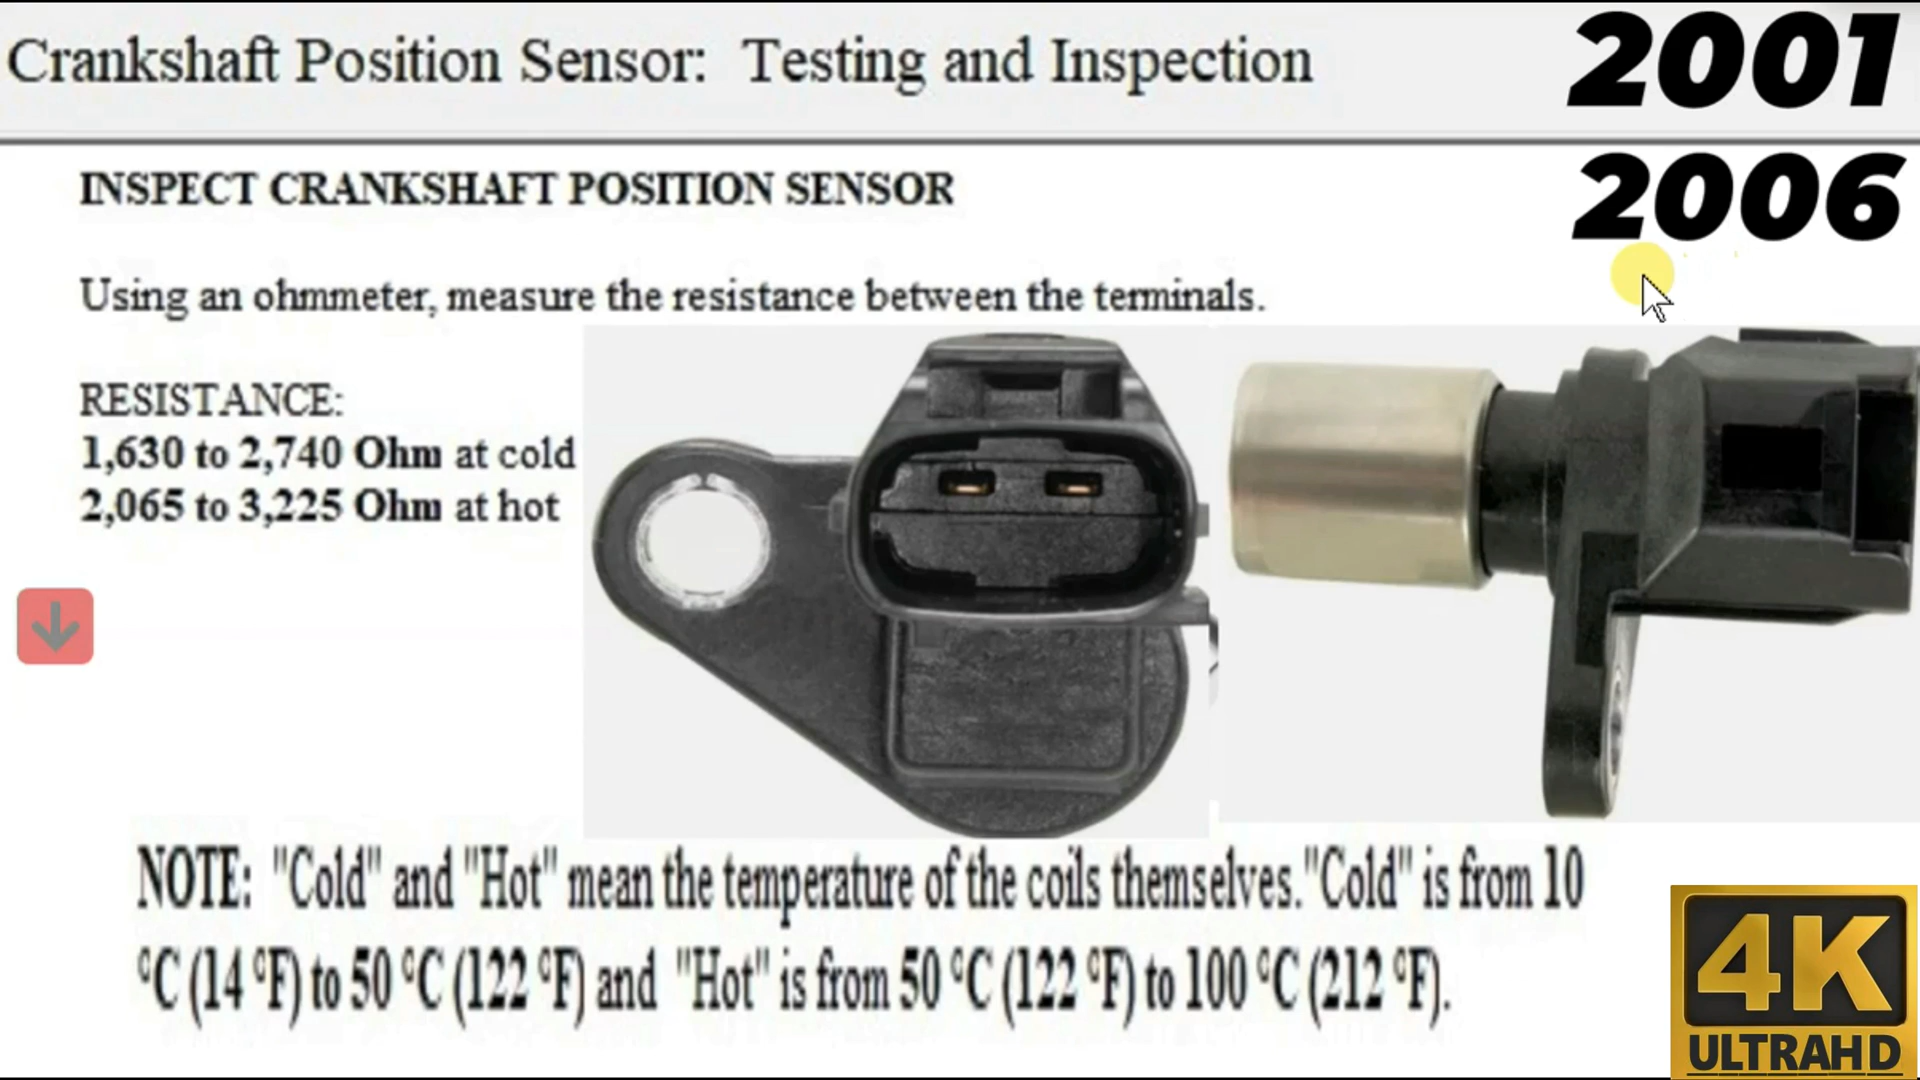 Crankshaft Position Sensor: Testing and Inspection
2001
2006
INSPECT CRANKSHAFT POSITION SENSOR
Using an ohmmeter, measure the resistance between the terminals.
RESISTANCE:
1,630 to 2,740 Ohm at cold
2,065 to 3,225 Ohm at hot
NOTE: "Cold" and "Hot" mean the temperature of the coils themselves. "Cold" is from 10
°C (14 °F) to 50 °C (122 °F) and "Hot" is from 50 °C (122 °F) to 100 °C (212 °F).
4K
ULTRAHD